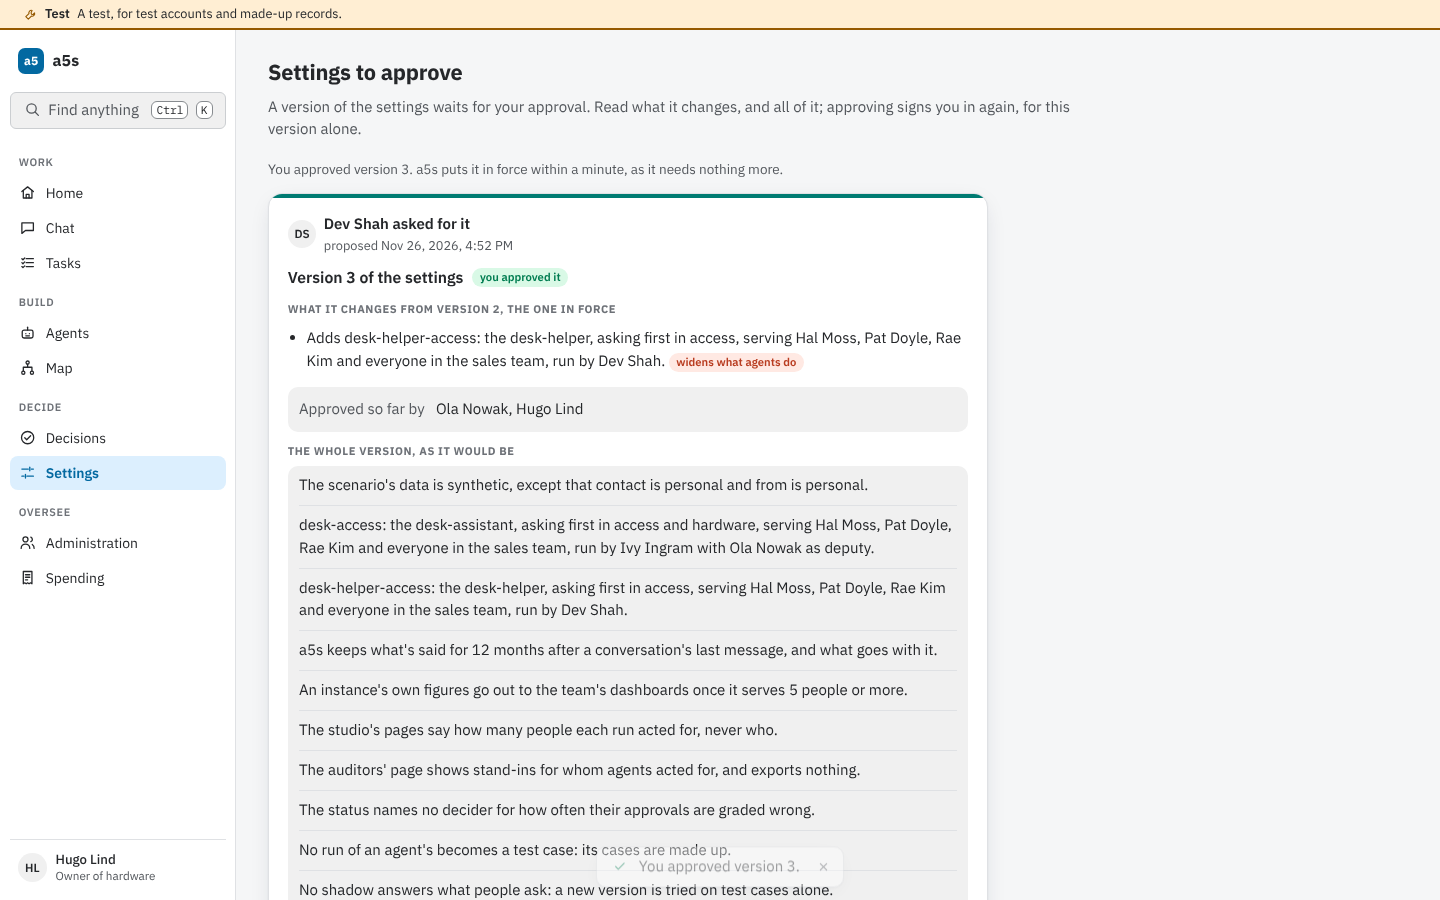 Test A test, for test accounts and made-up records.
a5 a5s
Find anything Ctrl K
WORK
Home
Chat
Tasks
BUILD
Agents
Map
DECIDE
Decisions
Settings
OVERSEE
Administration
Spending
HL Hugo Lind
Owner of hardware
Settings to approve
A version of the settings waits for your approval. Read what it changes, and all of it; approving signs you in again, for this
version alone.
You approved version 3. a5s puts it in force within a minute, as it needs nothing more.
DS Dev Shah asked for it
proposed Nov 26, 2026, 4:52 PM
Version 3 of the settings you approved it
WHAT IT CHANGES FROM VERSION 2, THE ONE IN FORCE
Adds desk-helper-access: the desk-helper, asking first in access, serving Hal Moss, Pat Doyle, Rae
Kim and everyone in the sales team, run by Dev Shah. widens what agents do
Approved so far by Ola Nowak, Hugo Lind
THE WHOLE VERSION, AS IT WOULD BE
The scenario's data is synthetic, except that contact is personal and from is personal.
desk-access: the desk-assistant, asking first in access and hardware, serving Hal Moss, Pat Doyle,
Rae Kim and everyone in the sales team, run by Ivy Ingram with Ola Nowak as deputy.
desk-helper-access: the desk-helper, asking first in access, serving Hal Moss, Pat Doyle, Rae Kim
and everyone in the sales team, run by Dev Shah.
a5s keeps what's said for 12 months after a conversation's last message, and what goes with it.
An instance's own figures go out to the team's dashboards once it serves 5 people or more.
The studio's pages say how many people each run acted for, never who.
The auditors' page shows stand-ins for whom agents acted for, and exports nothing.
The status names no decider for how often their approvals are graded wrong.
No run of an agent's becomes a test case: its cases are made up.
You approved version 3.
No shadow answers what people ask: a new version is tried on test cases alone.